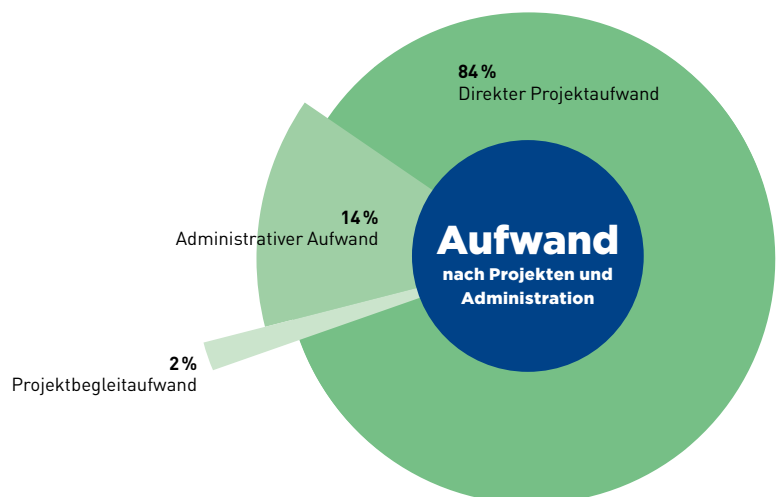 84 %
Direkter Projektaufwand
14 %
Administrativer Aufwand
Aufwand
nach Projekten und
Administration
2 %
Projektbegleitaufwand